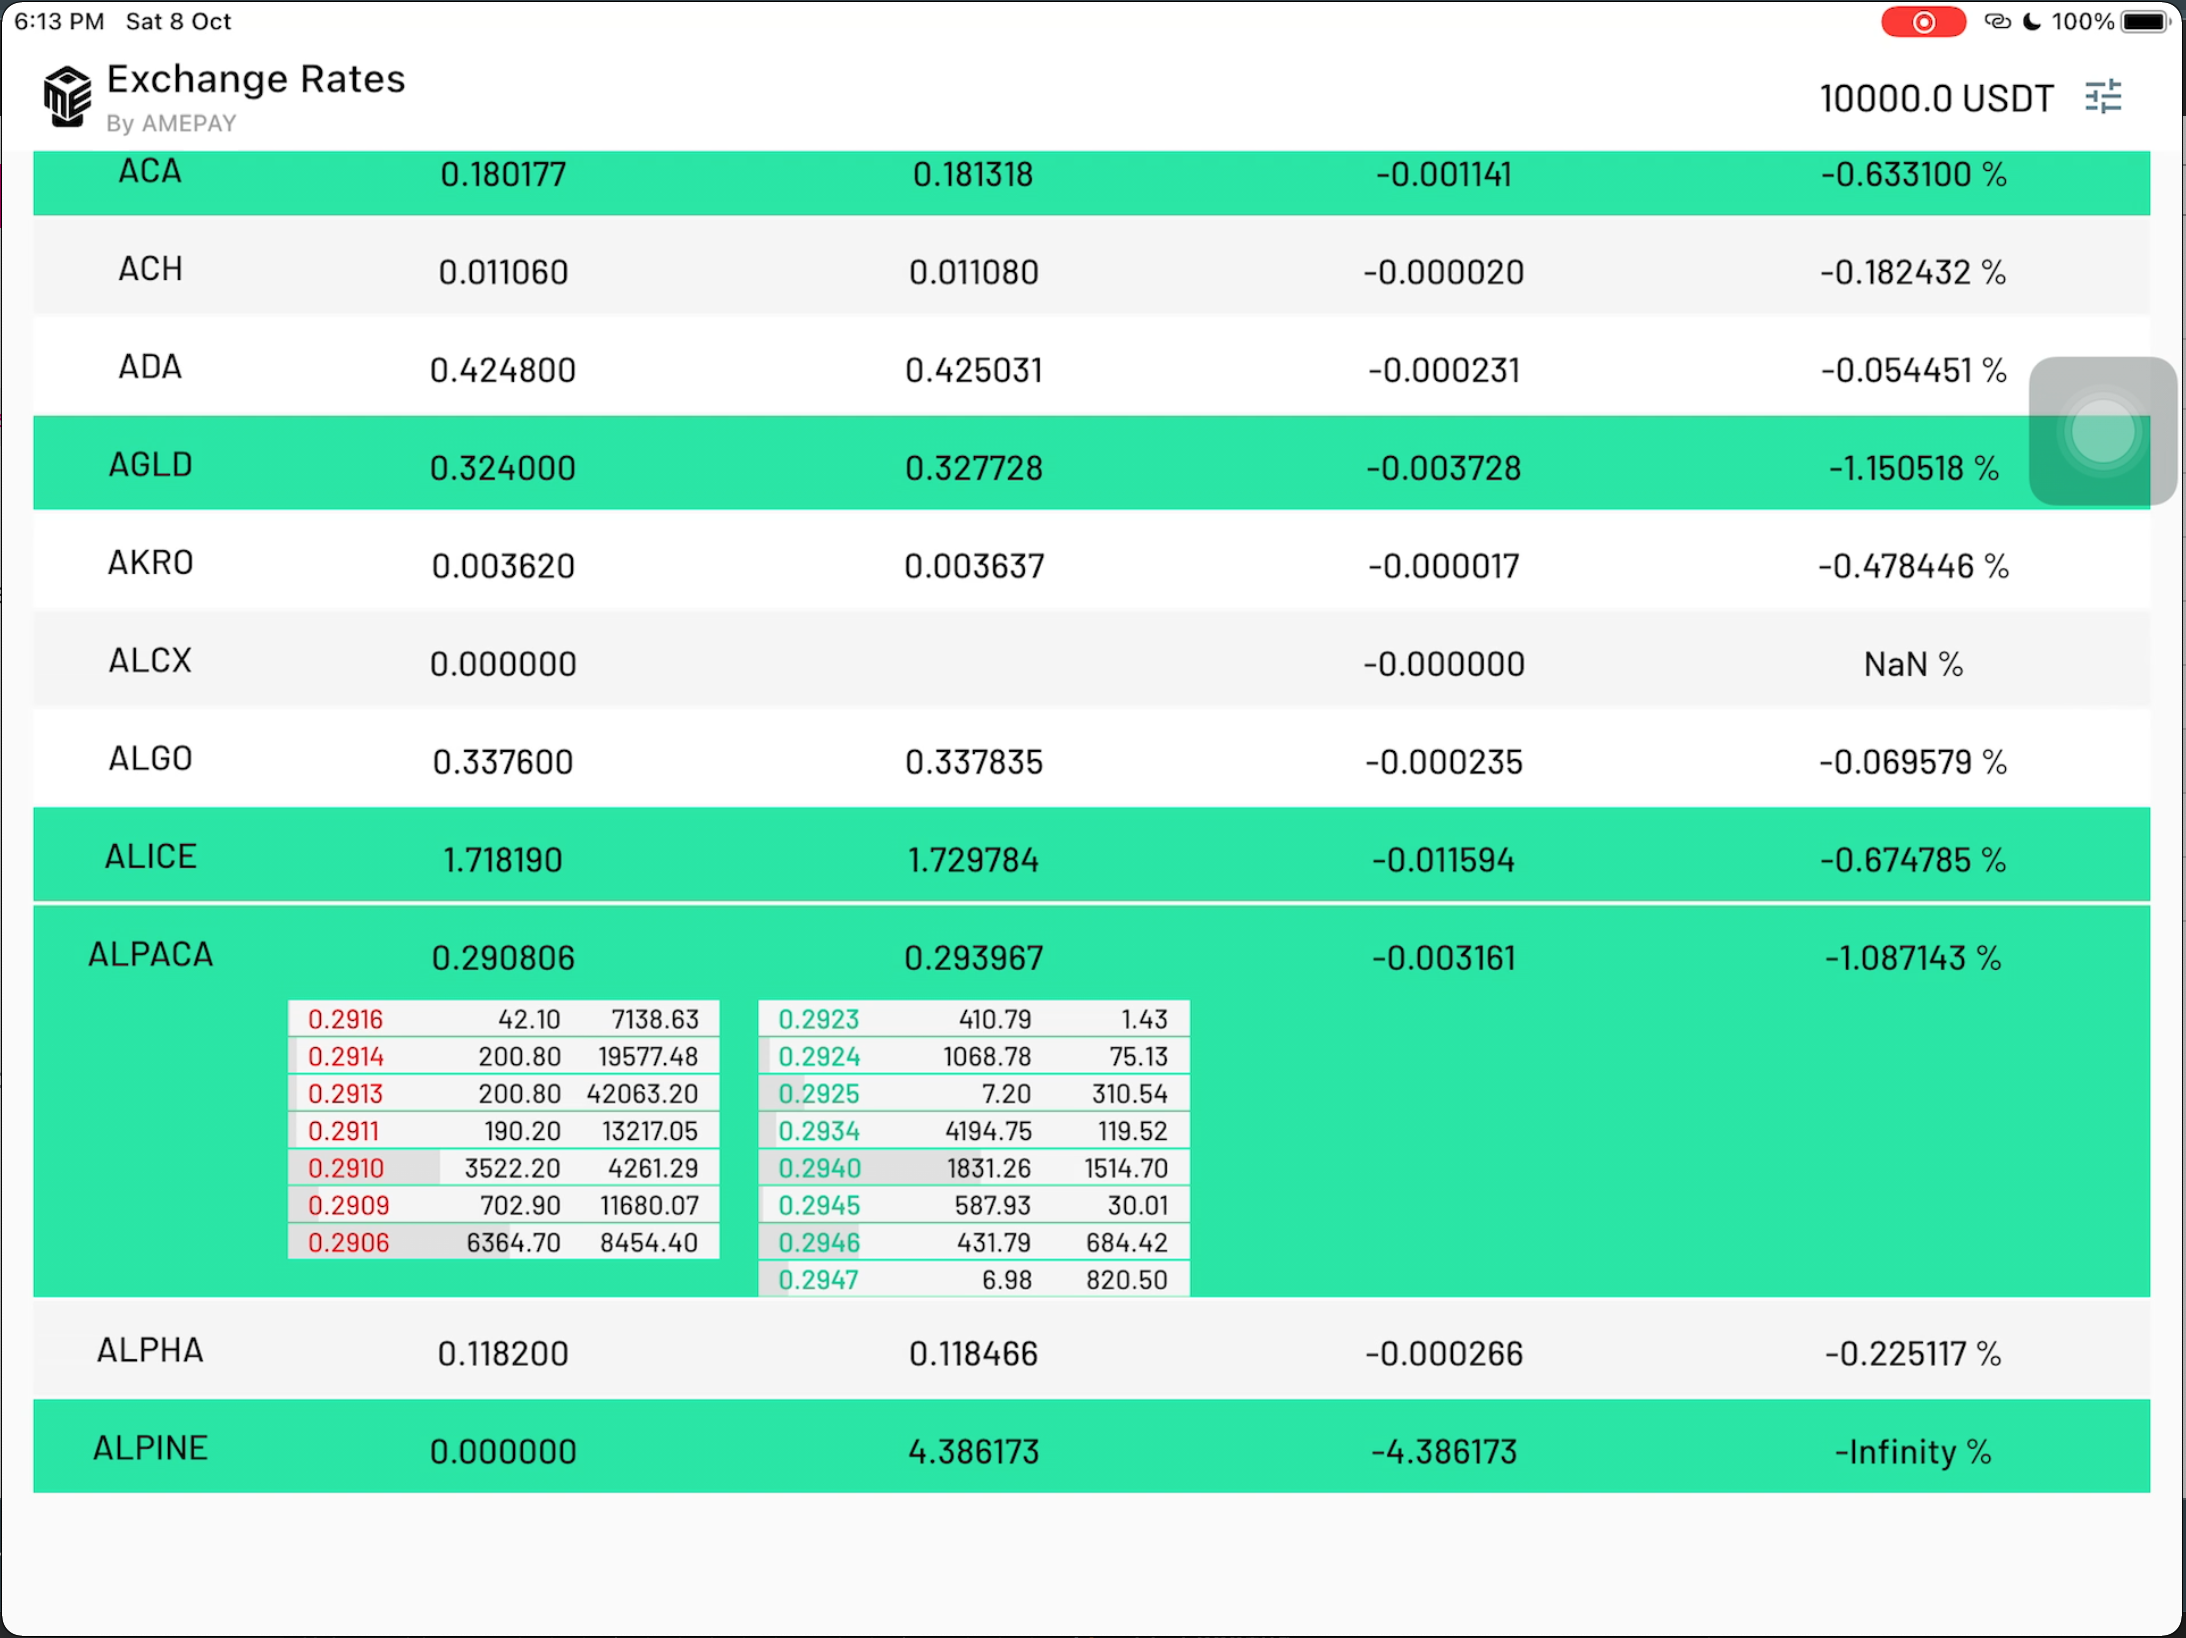 6:13 PM Sat 8 Oct 100%
Exchange Rates
By AMEPAY
10000.0 USDT
ACA 0.180177 0.181318 -0.001141 -0.633100 %
ACH 0.011060 0.011080 -0.000020 -0.182432 %
ADA 0.424800 0.425031 -0.000231 -0.054451 %
AGLD 0.324000 0.327728 -0.003728 -1.150518 %
AKRO 0.003620 0.003637 -0.000017 -0.478446 %
ALCX 0.000000 -0.000000 NaN %
ALGO 0.337600 0.337835 -0.000235 -0.069579 %
ALICE 1.718190 1.729784 -0.011594 -0.674785 %
ALPACA 0.290806 0.293967 -0.003161 -1.087143 %
0.2916 42.10 7138.63 0.2923 410.79 1.43
0.2914 200.80 19577.48 0.2924 1068.78 75.13
0.2913 200.80 42063.20 0.2925 7.20 310.54
0.2911 190.20 13217.05 0.2934 4194.75 119.52
0.2910 3522.20 4261.29 0.2940 1831.26 1514.70
0.2909 702.90 11680.07 0.2945 587.93 30.01
0.2906 6364.70 8454.40 0.2946 431.79 684.42
0.2947 6.98 820.50
ALPHA 0.118200 0.118466 -0.000266 -0.225117 %
ALPINE 0.000000 4.386173 -4.386173 -Infinity %